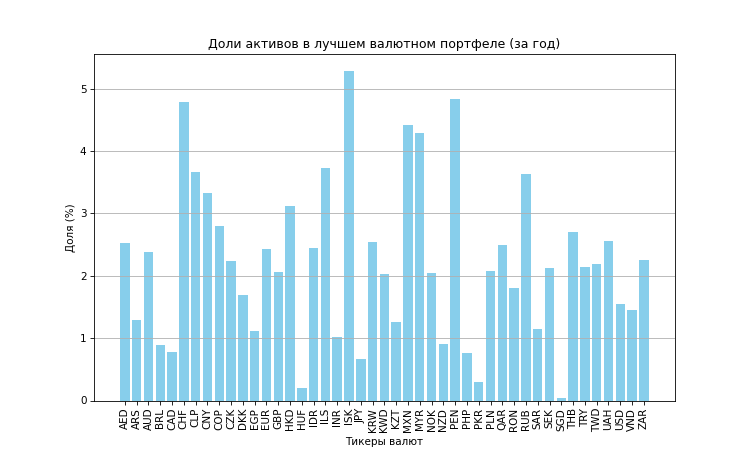 Доли активов в лучшем валютном портфеле (за год)
Доля (%)
5
4
3
2
1
0
AED ARS AUD BRL CAD CHF CLP CNY COP CZK DKK EGP EUR GBP HKD HUF IDR ILS INR ISK JPY KRW KWD KZT MXN MYR NOK NZD PEN PHP PKR PLN QAR RON RUB SAR SEK SGD THB TRY TWD UAH USD VND ZAR
Тикеры валют